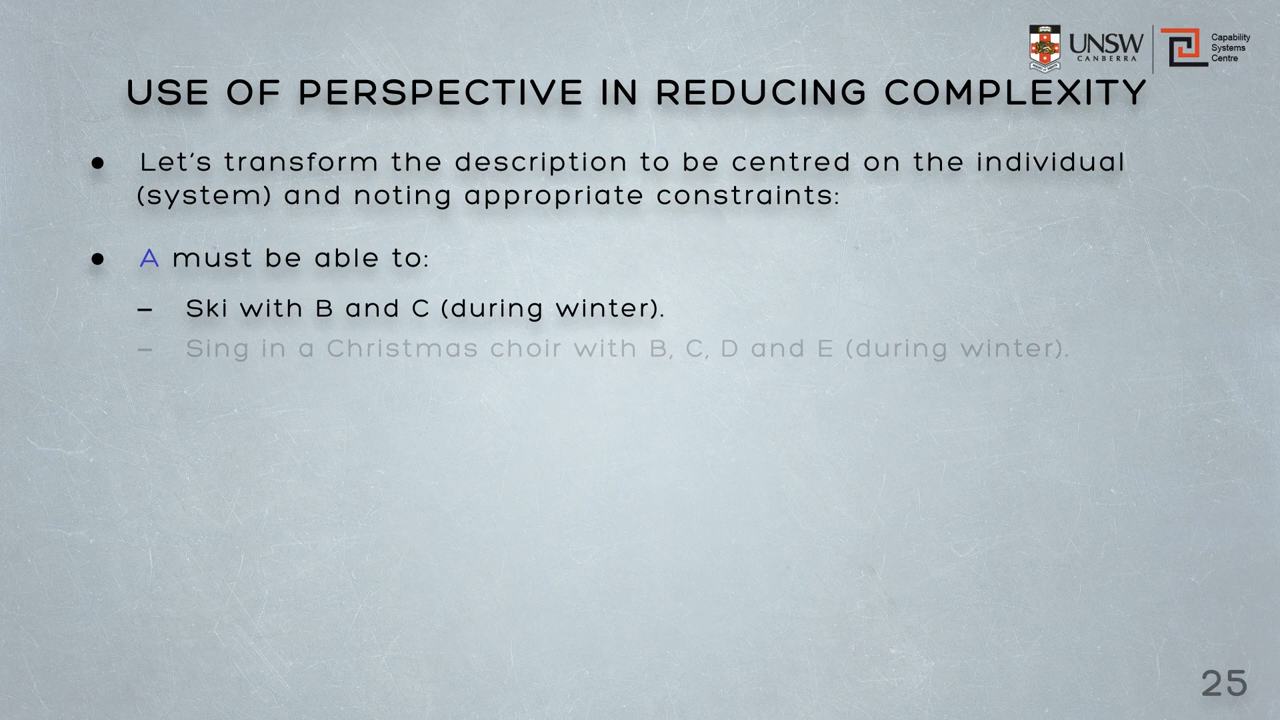 UNSW
CANBERRA
Capability
Systems
Centre
USE OF PERSPECTIVE IN REDUCING COMPLEXITY
● Let's transform the description to be centred on the individual
(system) and noting appropriate constraints:
● A must be able to:
– Ski with B and C (during winter).
– Sing in a Christmas choir with B, C, D and E (during winter).
25